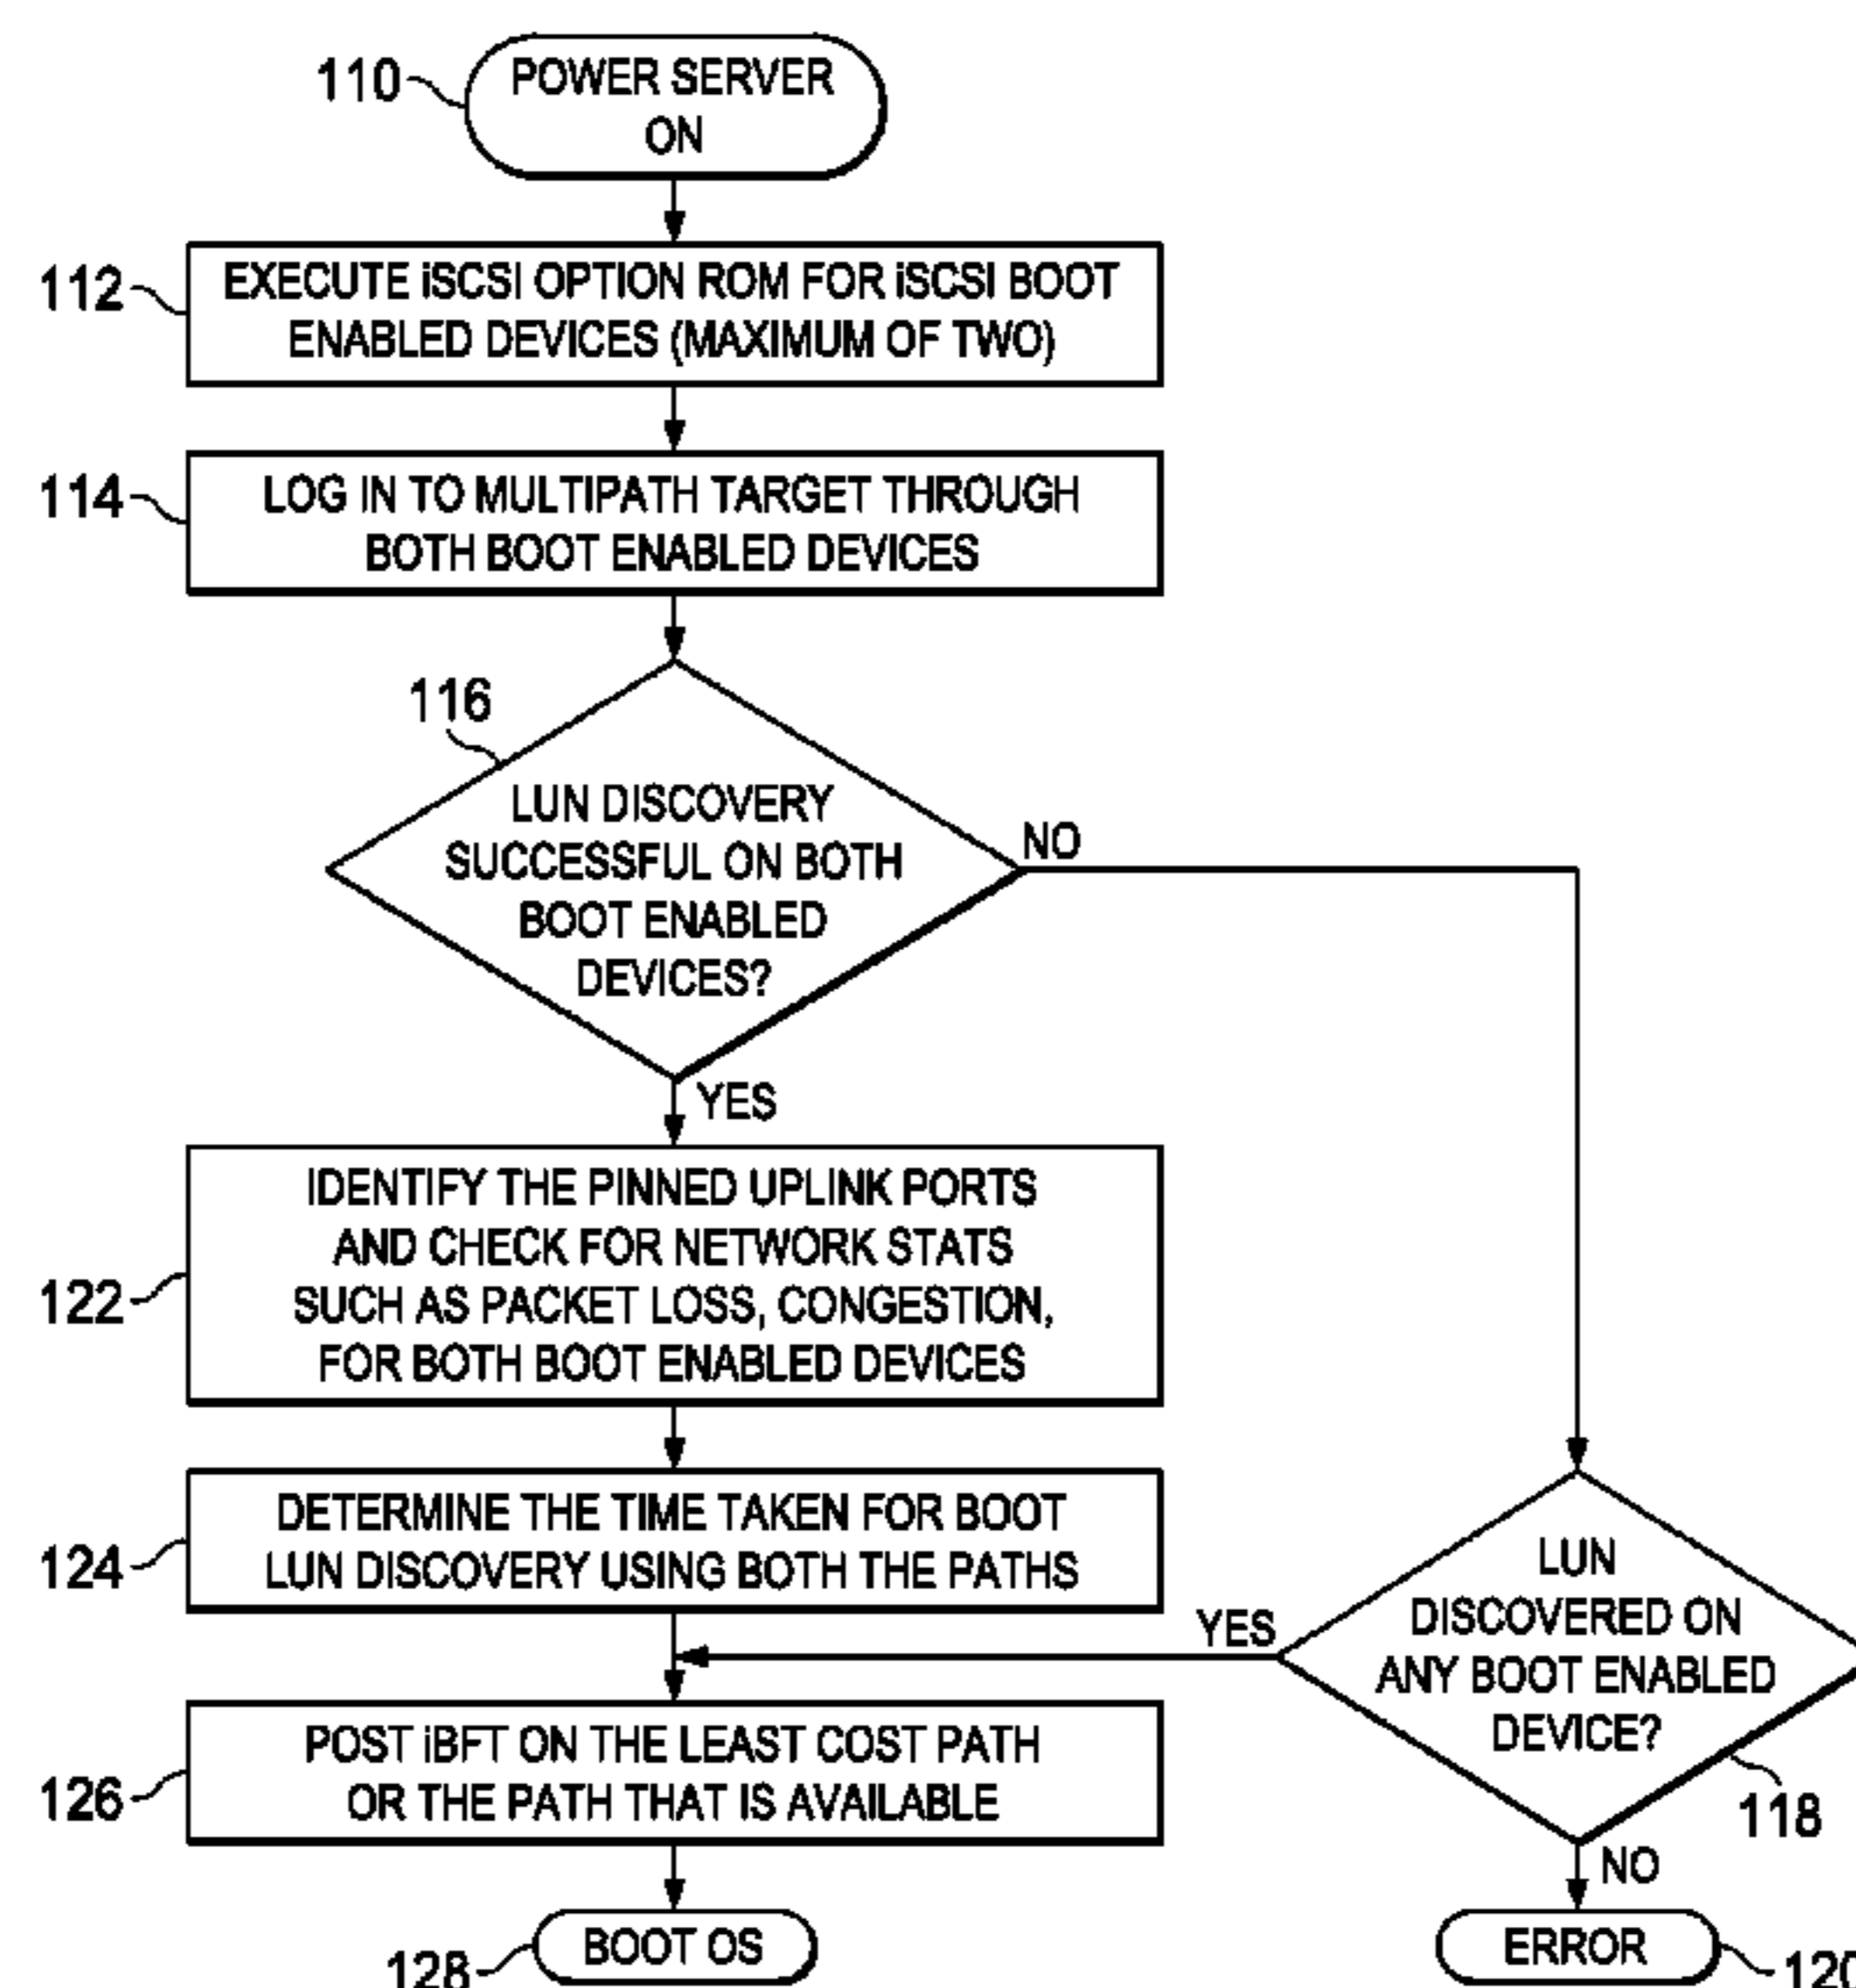 110
POWER SERVER
ON
112
EXECUTE iSCSI OPTION ROM FOR iSCSI BOOT
ENABLED DEVICES (MAXIMUM OF TWO)
114
LOG IN TO MULTIPATH TARGET THROUGH
BOTH BOOT ENABLED DEVICES
116
LUN DISCOVERY
SUCCESSFUL ON BOTH
BOOT ENABLED
DEVICES?
NO
YES
122
IDENTIFY THE PINNED UPLINK PORTS
AND CHECK FOR NETWORK STATS
SUCH AS PACKET LOSS, CONGESTION,
FOR BOTH BOOT ENABLED DEVICES
124
DETERMINE THE TIME TAKEN FOR BOOT
LUN DISCOVERY USING BOTH THE PATHS
YES
LUN
DISCOVERED ON
ANY BOOT ENABLED
DEVICE?
118
NO
126
POST iBFT ON THE LEAST COST PATH
OR THE PATH THAT IS AVAILABLE
128
BOOT OS
ERROR
120